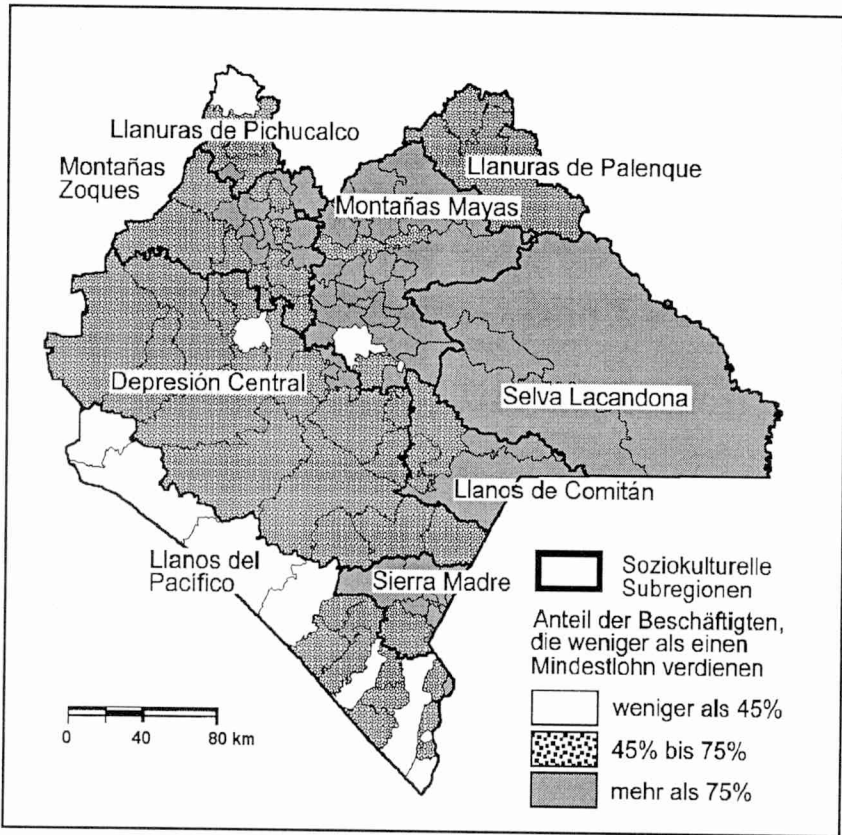 Llanuras de Pichucalco
Montañas
Zoques
Llanuras de Palenque
Montañas Mayas
Depresión Central
Selva Lacandona
Llanos de Comitán
Llanos del
Pacífico
Sierra Madre
Soziokulturelle
Subregionen
Anteil der Beschäftigten,
die weniger als einen
Mindestlohn verdienen
weniger als 45%
45% bis 75%
mehr als 75%
0 40 80 km